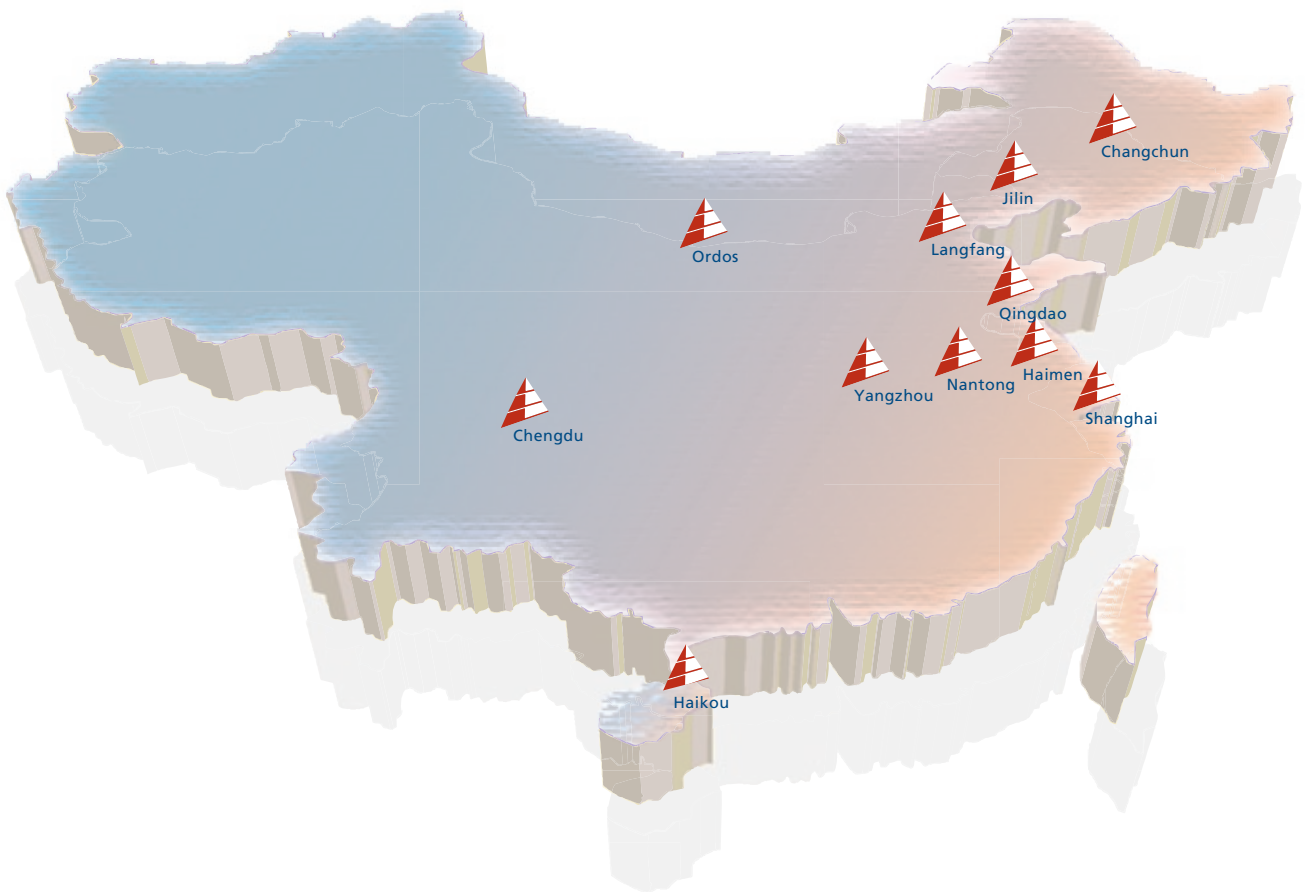 Changchun
Jilin
Langfang
Ordos
Qingdao
Haimen
Nantong
Yangzhou
Shanghai
Chengdu
Haikou